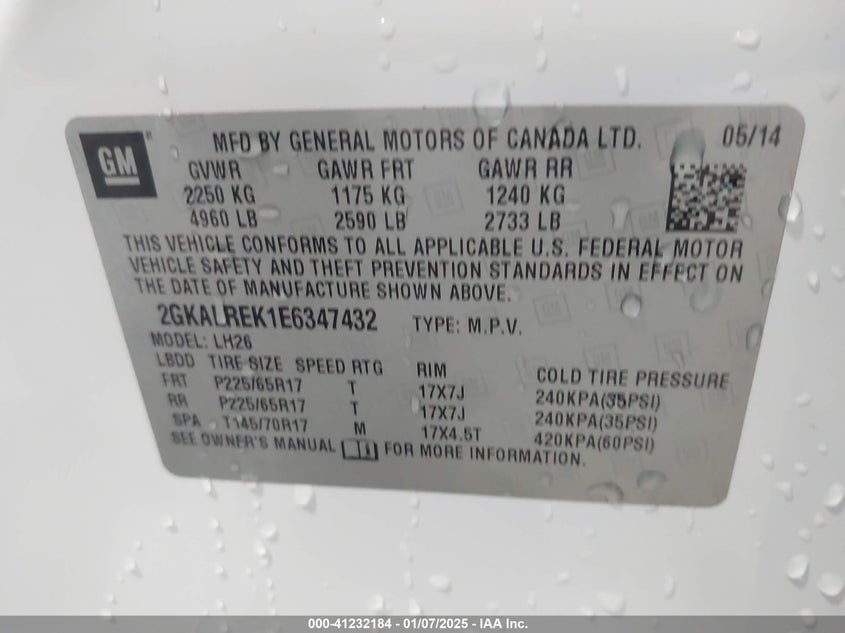 GM
MFD BY GENERAL MOTORS OF CANADA LTD. 05/14
GVWR GAWR FRT GAWR RR
2250 KG 1175 KG 1240 KG
4960 LB 2590 LB 2733 LB
THIS VEHICLE CONFORMS TO ALL APPLICABLE U.S. FEDERAL MOTOR
VEHICLE SAFETY AND THEFT PREVENTION STANDARDS IN EFFECT ON
THE DATE OF MANUFACTURE SHOWN ABOVE.
2GKALREK1E6347432 TYPE: M.P.V.
MODEL: LH26
LBDD TIRE SIZE SPEED RTG RIM COLD TIRE PRESSURE
FRT P225/65R17 T 17X7J 240KPA(35PSI)
RR P225/65R17 T 17X7J 240KPA(35PSI)
SPA T145/70R17 M 17X4.5T 420KPA(60PSI)
SEE OWNER'S MANUAL FOR MORE INFORMATION.
000-41232184 - 01/07/2025 - IAA Inc.